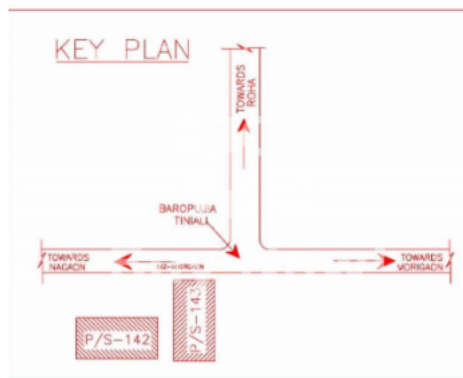 KEY PLAN
TOWARDS
ROHA
BAROPUJIA
TINIALI
TOWARDS
NAGAON
TOWARDS
MORIGAON
P/S-142
P/S-143